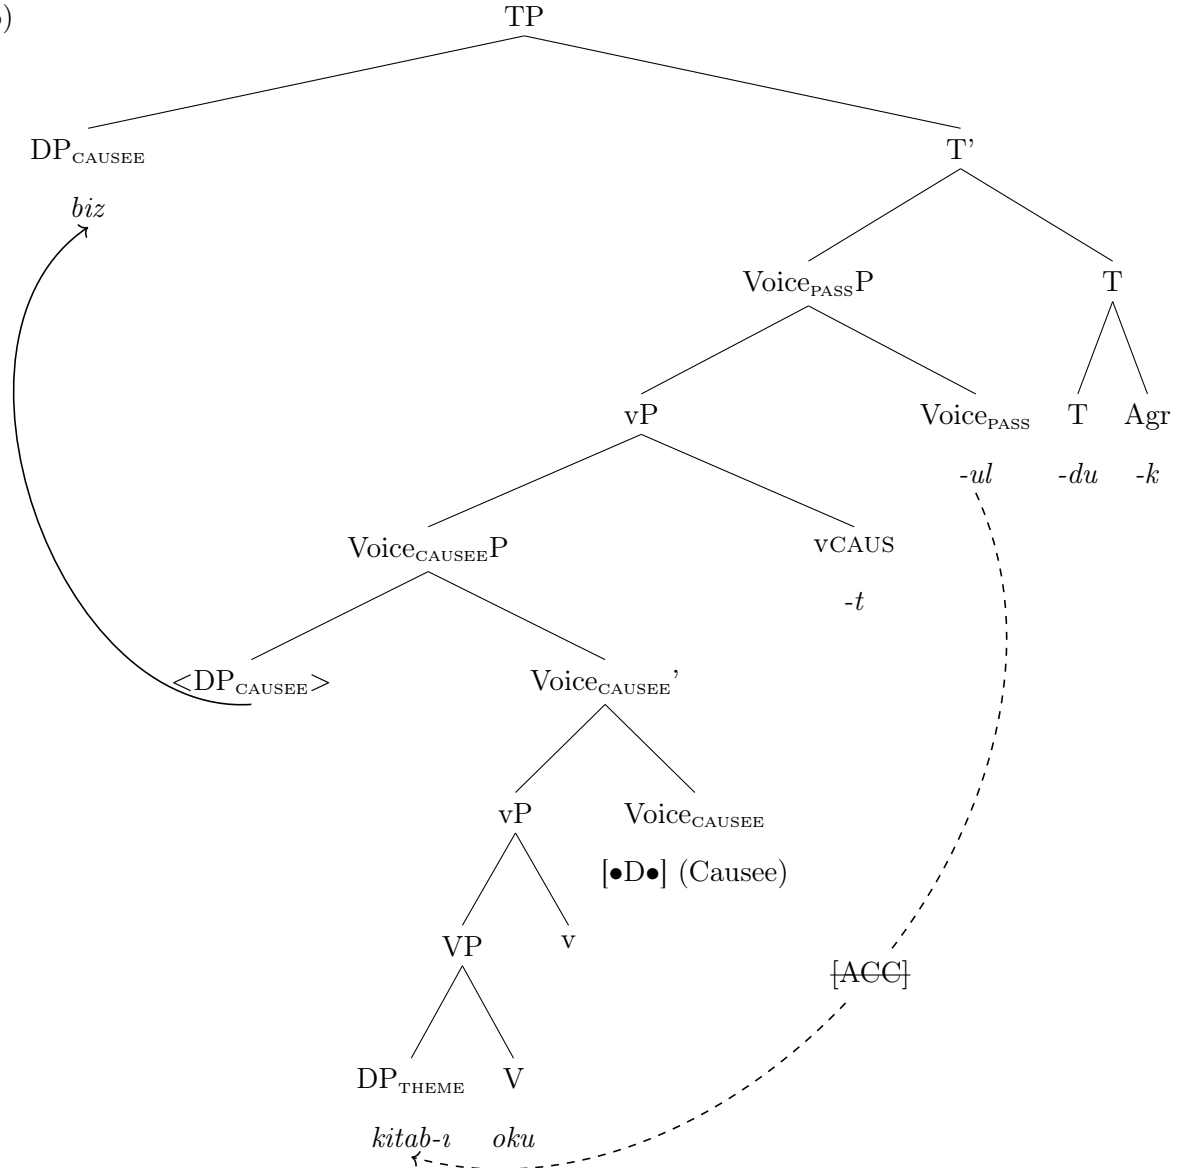 )
TP
DP_CAUSEE T’
biz
Voice_PASSP T
vP Voice_PASS T Agr
-ul -du -k
Voice_CAUSEEP vCAUS
-t
<DP_CAUSEE> Voice_CAUSEE’
vP Voice_CAUSEE
[●D●] (Causee)
VP v
[ACC]
DP_THEME V
kitab-ı oku